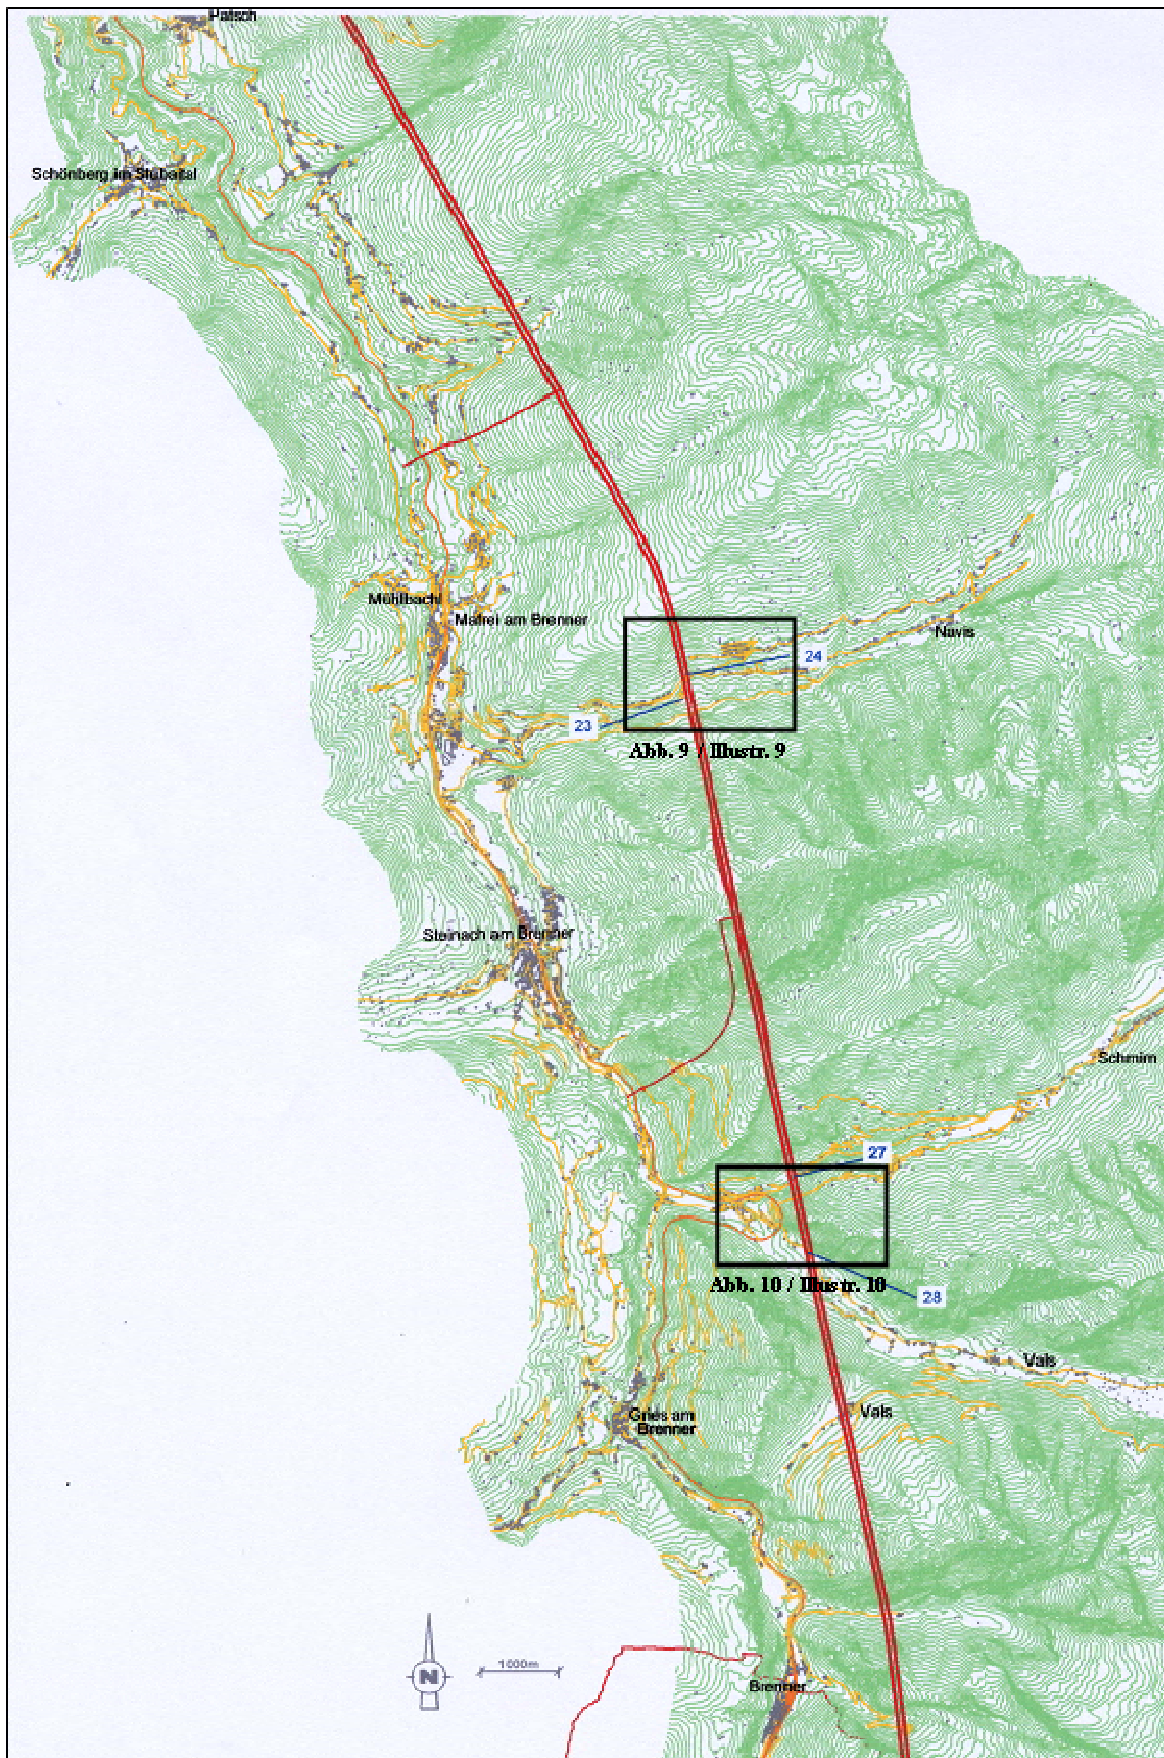 Patsch
Schönberg im Stubaital
Mühlbachl
Matrei am Brenner
Navis
24
23
Abb. 9 / Illustr. 9
Steinach am Brenner
Schmirn
27
Abb. 10 / Illustr. 10
28
Vals
Vals
Gries am
Brenner
N
1000m
Brenner